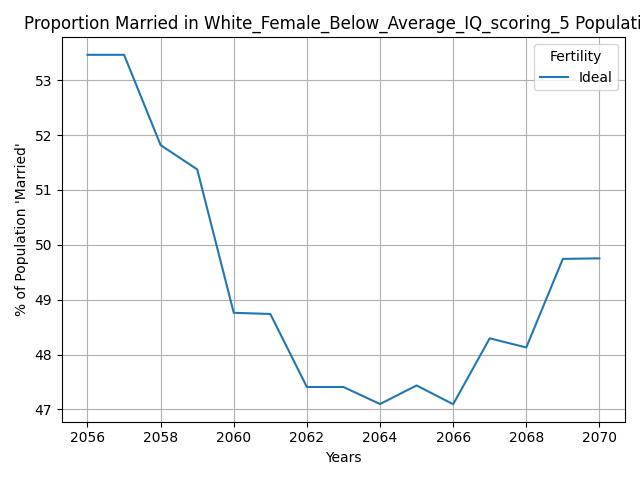 Proportion Married in White_Female_Below_Average_IQ_scoring_5 Populati
Fertility
Ideal
% of Population 'Married'
53
52
51
50
49
48
47
2056 2058 2060 2062 2064 2066 2068 2070
Years